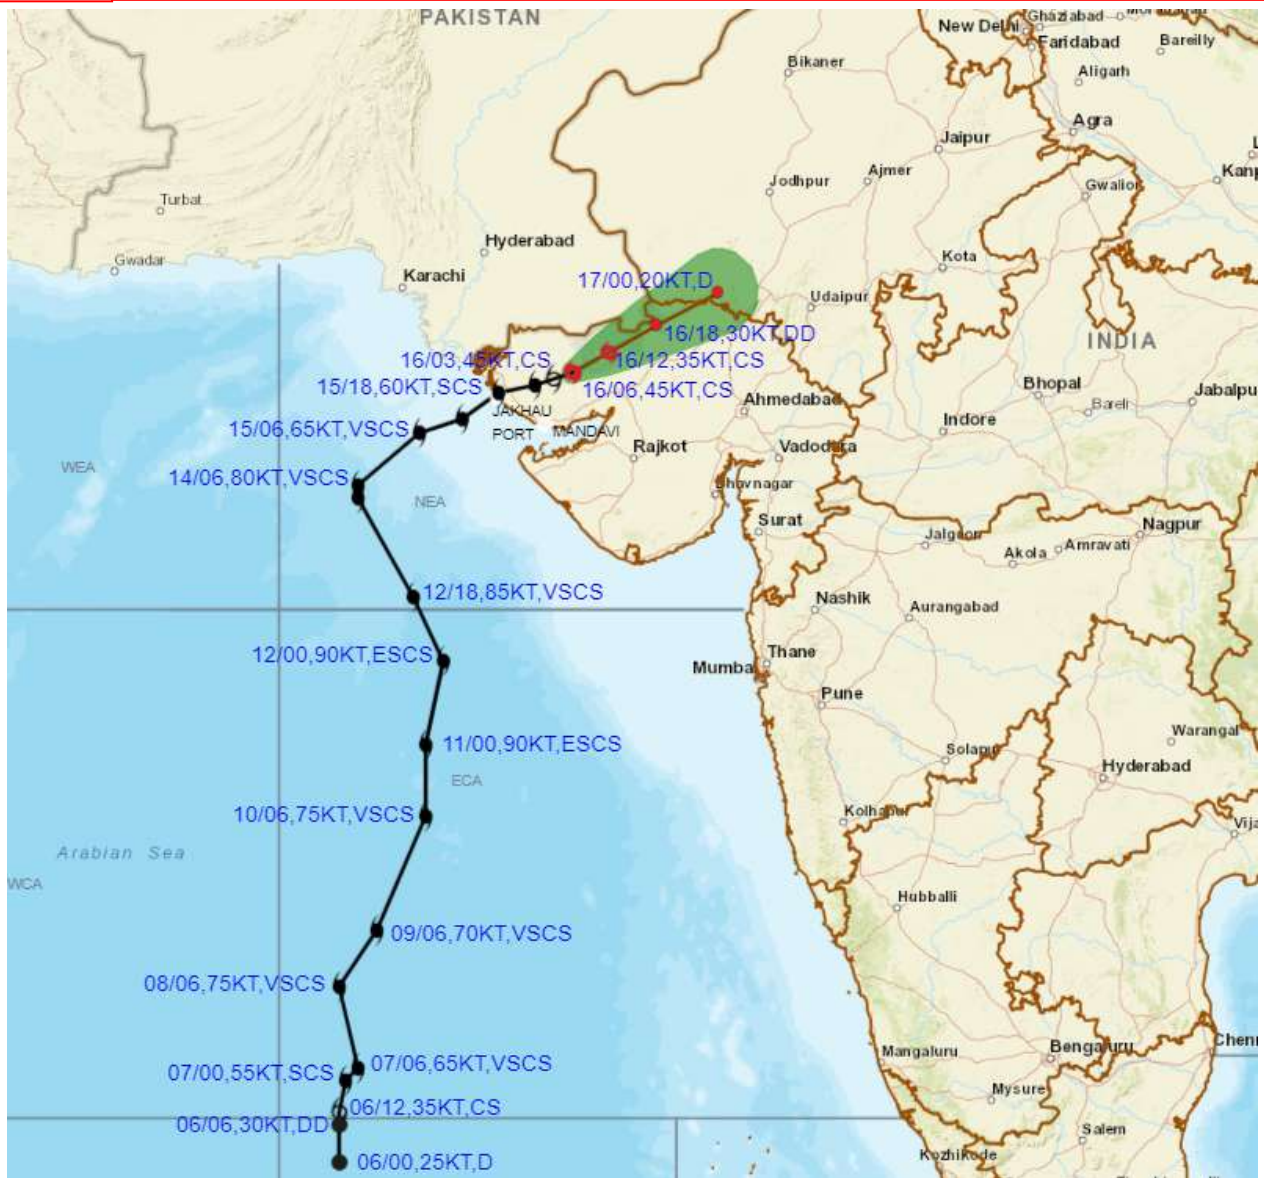 PAKISTAN
New Delhi
Ghaziabad
Faridabad
Bareilly
Bikaner
Aligarh
Agra
Jaipur
Jodhpur
Ajmer
Gwalior
Kanp
Turbat
Gwadar
Hyderabad
Karachi
Kota
17/00,20KT,D
Udaipur
16/18,30KT,DD
INDIA
16/03,45KT,CS
16/12,35KT,CS
15/18,60KT,SCS
16/06,45KT,CS
Bhopal
Jabalpu
Bareli
Ahmedabad
JAKHAU
PORT
MANDAVI
15/06,65KT,VSCS
Indore
Rajkot
Vadodara
WEA
14/06,80KT,VSCS
Bhavnagar
NEA
Surat
Nagpur
Jalgaon
Akola
Amravati
12/18,85KT,VSCS
Nashik
Aurangabad
12/00,90KT,ESCS
Thane
Mumba
Pune
11/00,90KT,ESCS
Warangal
Solapur
Hyderabad
ECA
10/06,75KT,VSCS
Kolhapur
Vija
Arabian Sea
WCA
Hubballi
09/06,70KT,VSCS
08/06,75KT,VSCS
Chenn
Bengaluru
Mangaluru
07/06,65KT,VSCS
07/00,55KT,SCS
Mysure
06/12,35KT,CS
06/06,30KT,DD
Salem
Kozhikode
06/00,25KT,D